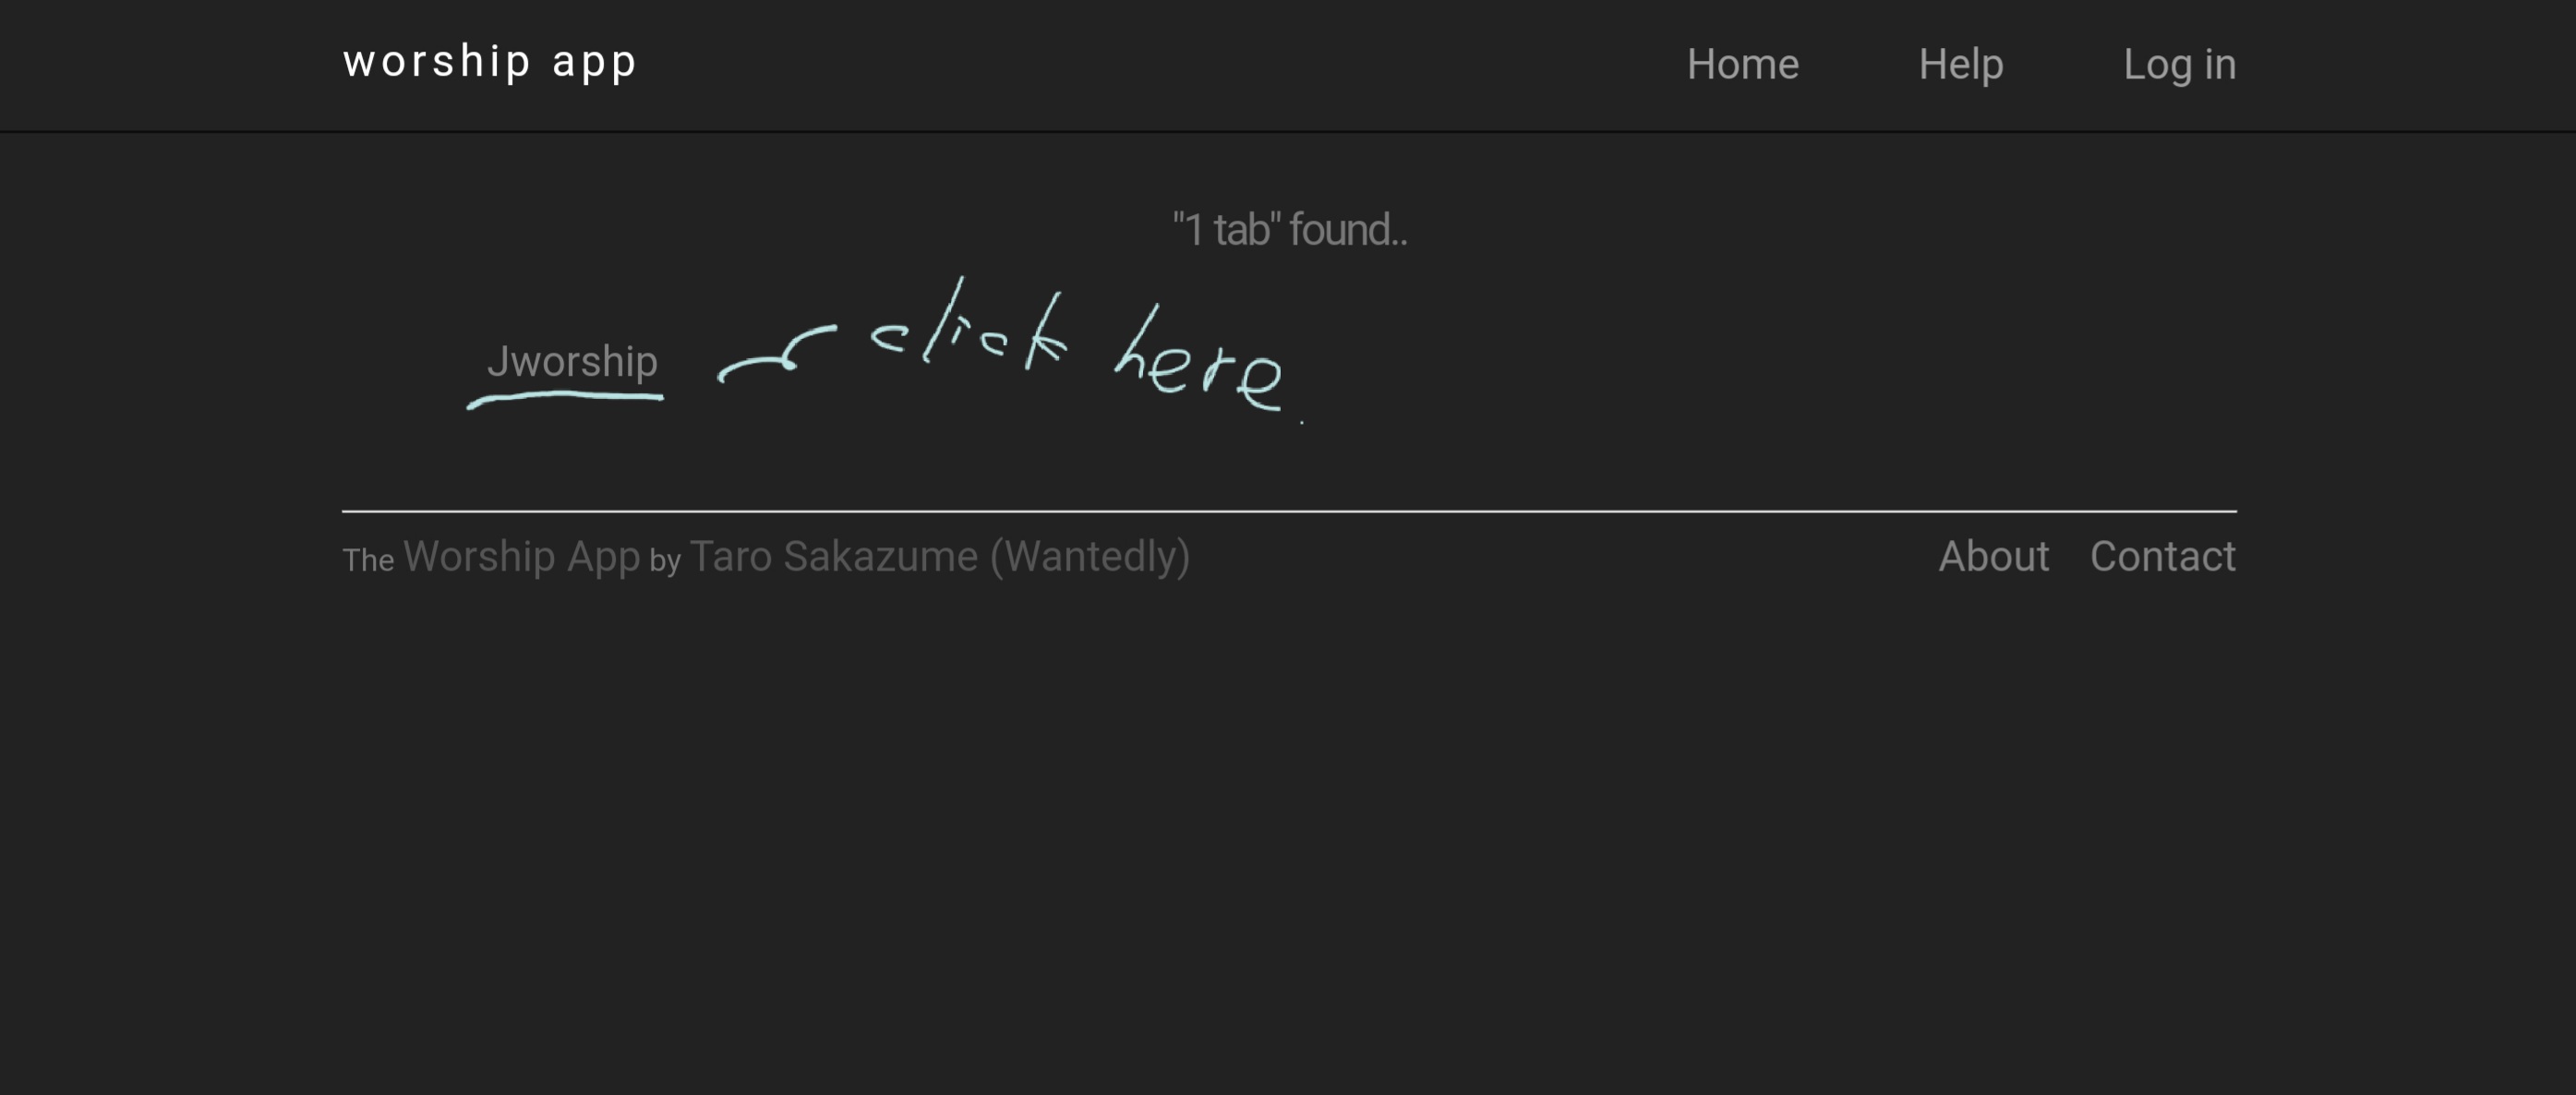 worship app Home Help Log in
"1 tab" found..
Jworship click here.
The Worship App by Taro Sakazume (Wantedly) About Contact